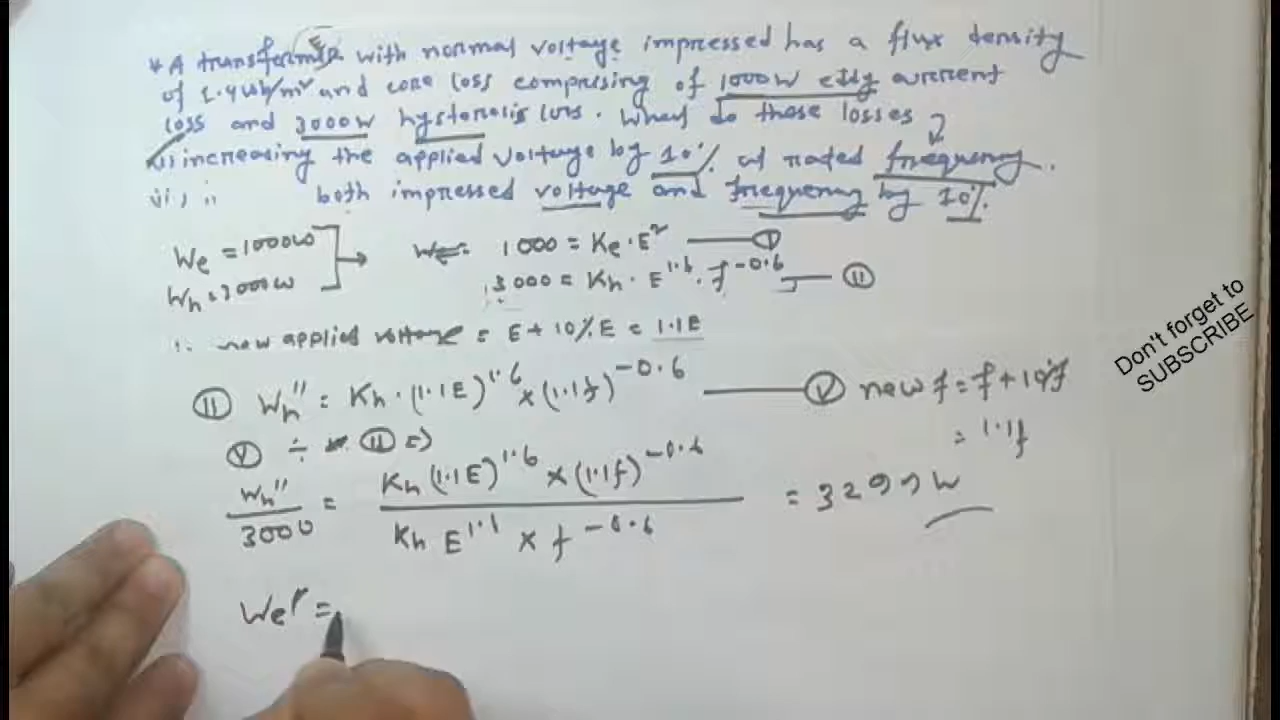 * A transformer with normal voltage impressed has a flux density
of 1.4wb/m² and core loss comprising of 1000W eddy current
loss and 3000W hysteresis loss. What do these losses
increasing the applied voltage by 10% at rated frequency.
ii) ii both impressed voltage and frequency by 10%.
We = 1000W
Wh = 3000W
1000 = Ke · E² —— I
3000 = Kh · E^1.6 · f^-0.6 —— II
new applied voltage = E + 10% E = 1.1E
II Wh'' = Kh · (1.1E)^1.6 × (1.1f)^-0.6 —— V new f = f + 10%f
= 1.1f
V ÷ II ⇒
Wh''/3000 = Kh (1.1E)^1.6 × (1.1f)^-0.6 / Kh E^1.1 × f^-0.6 = 3299W
We' =
Don't forget to
SUBSCRIBE